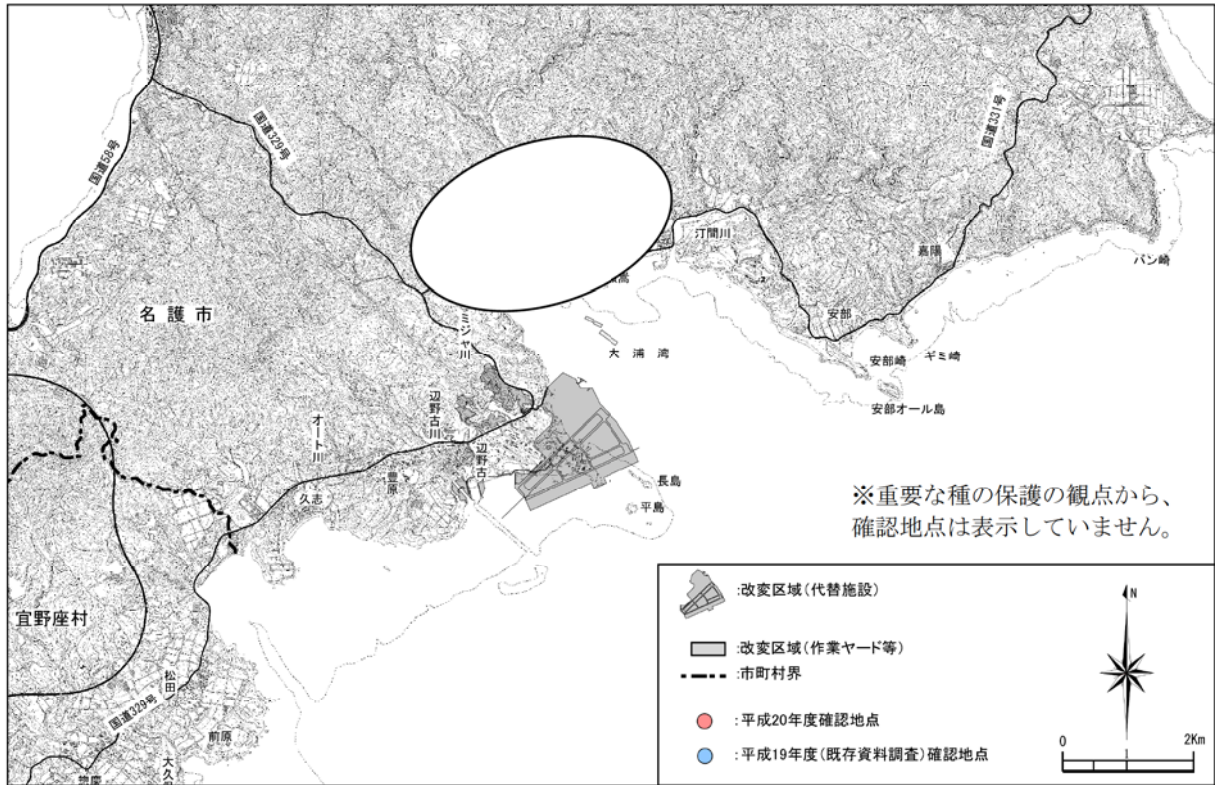 国道58号
国道329号
国道331号
汀間川
嘉陽
バン崎
名護市
ミジャ川
大浦湾
安部
安部崎
ギミ崎
安部オール島
辺野古川
オート川
辺野古
久志
豊原
長島
平島
※重要な種の保護の観点から、
確認地点は表示していません。
宜野座村
松田
国道329号
前原
:改変区域(代替施設)
:改変区域(作業ヤード等)
:市町村界
:平成20年度確認地点
:平成19年度(既存資料調査)確認地点
N
0 2Km